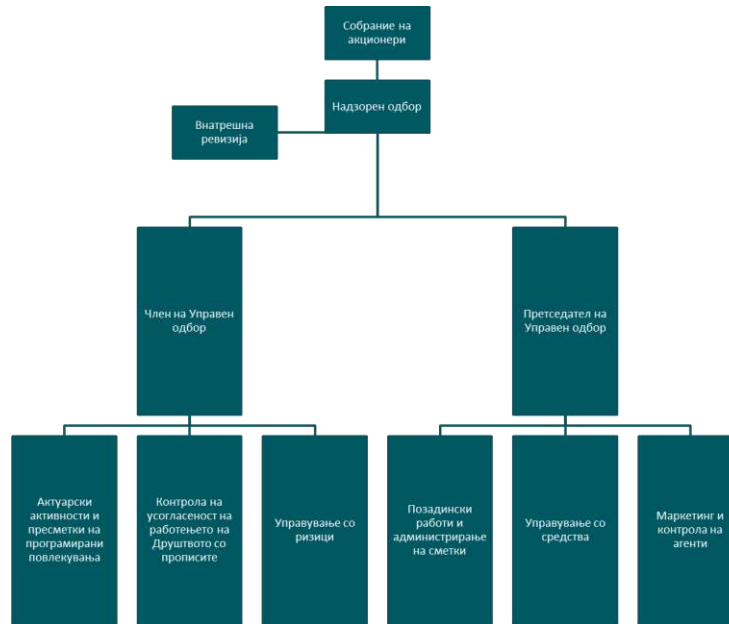 Собрание на
акционери
Надзорен одбор
Внатрешна
ревизија
Член на Управен
одбор
Претседател на
Управен одбор
Актуарски
активности и
пресметки на
програмирани
повлекувања
Контрола на
усогласеност на
работењето на
Друштвото со
прописите
Управување со
ризици
Позадински
работи и
администрирање
на сметки
Управување со
средства
Маркетинг и
контрола на
агенти